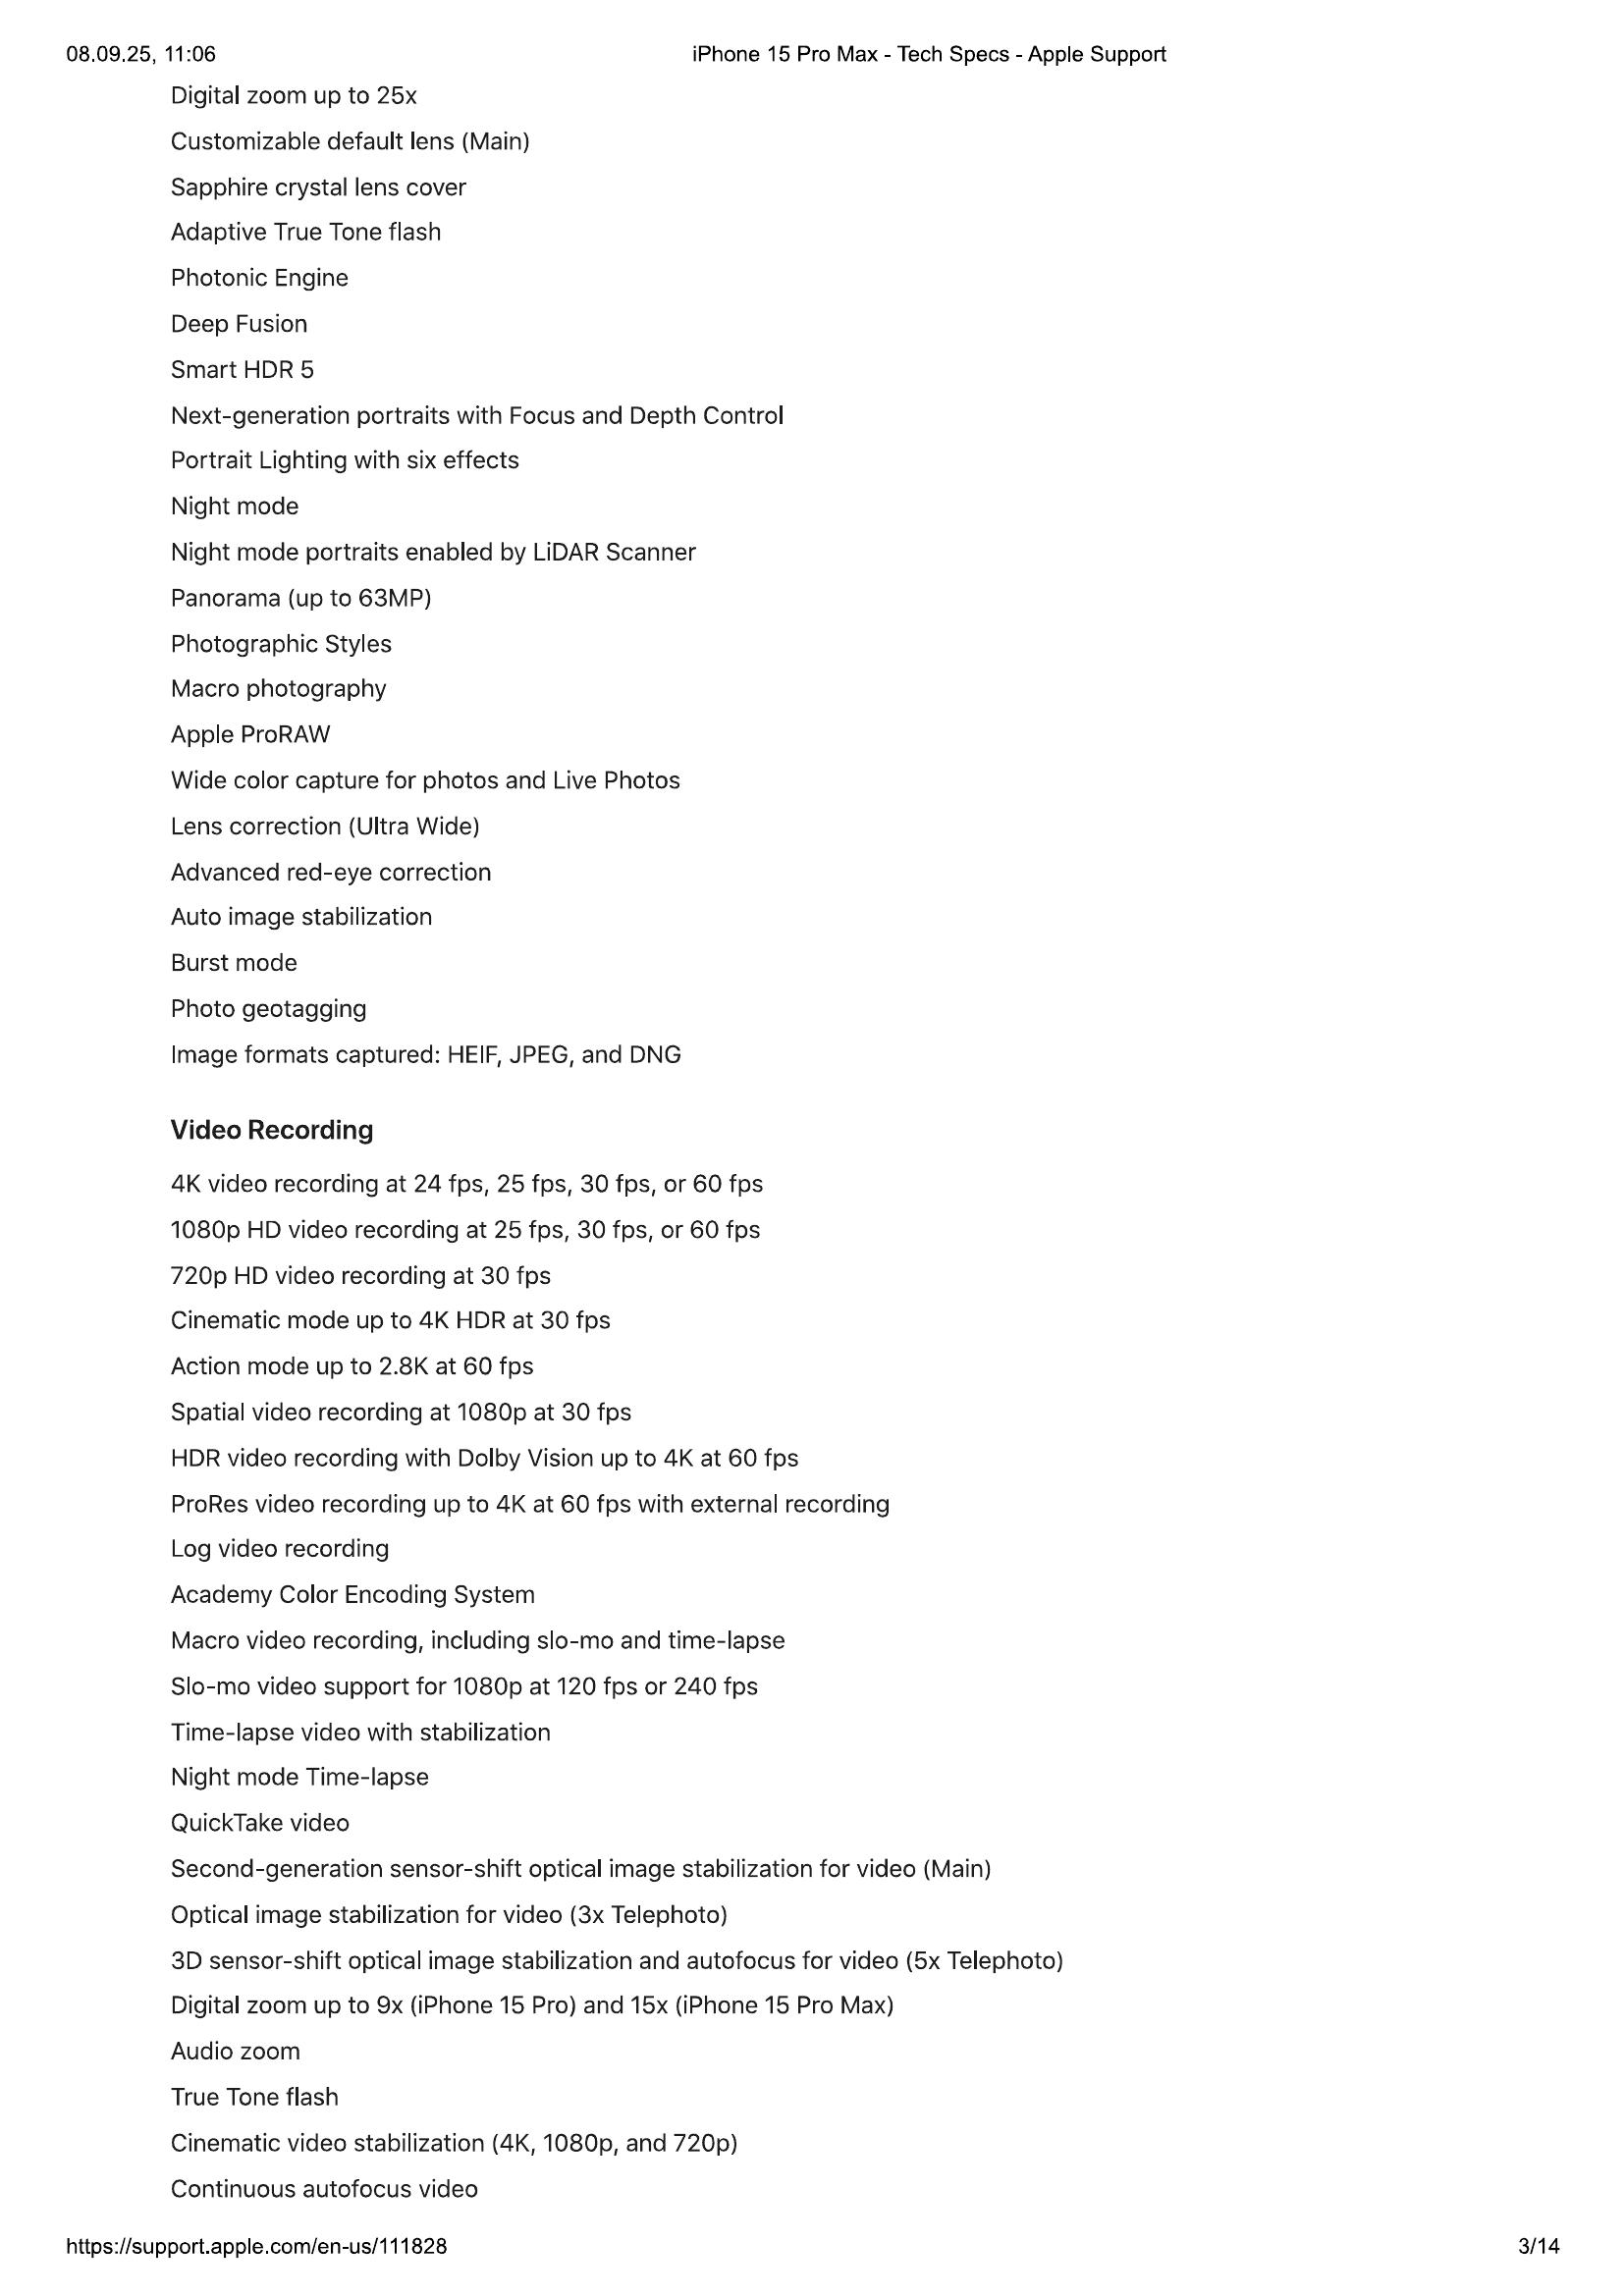 08.09.25, 11:06
iPhone 15 Pro Max - Tech Specs - Apple Support
Digital zoom up to 25x
Customizable default lens (Main)
Sapphire crystal lens cover
Adaptive True Tone flash
Photonic Engine
Deep Fusion
Smart HDR 5
Next-generation portraits with Focus and Depth Control
Portrait Lighting with six effects
Night mode
Night mode portraits enabled by LiDAR Scanner
Panorama (up to 63MP)
Photographic Styles
Macro photography
Apple ProRAW
Wide color capture for photos and Live Photos
Lens correction (Ultra Wide)
Advanced red-eye correction
Auto image stabilization
Burst mode
Photo geotagging
Image formats captured: HEIF, JPEG, and DNG
Video Recording
4K video recording at 24 fps, 25 fps, 30 fps, or 60 fps
1080p HD video recording at 25 fps, 30 fps, or 60 fps
720p HD video recording at 30 fps
Cinematic mode up to 4K HDR at 30 fps
Action mode up to 2.8K at 60 fps
Spatial video recording at 1080p at 30 fps
HDR video recording with Dolby Vision up to 4K at 60 fps
ProRes video recording up to 4K at 60 fps with external recording
Log video recording
Academy Color Encoding System
Macro video recording, including slo-mo and time-lapse
Slo-mo video support for 1080p at 120 fps or 240 fps
Time-lapse video with stabilization
Night mode Time-lapse
QuickTake video
Second-generation sensor-shift optical image stabilization for video (Main)
Optical image stabilization for video (3x Telephoto)
3D sensor-shift optical image stabilization and autofocus for video (5x Telephoto)
Digital zoom up to 9x (iPhone 15 Pro) and 15x (iPhone 15 Pro Max)
Audio zoom
True Tone flash
Cinematic video stabilization (4K, 1080p, and 720p)
Continuous autofocus video
https://support.apple.com/en-us/111828
3/14